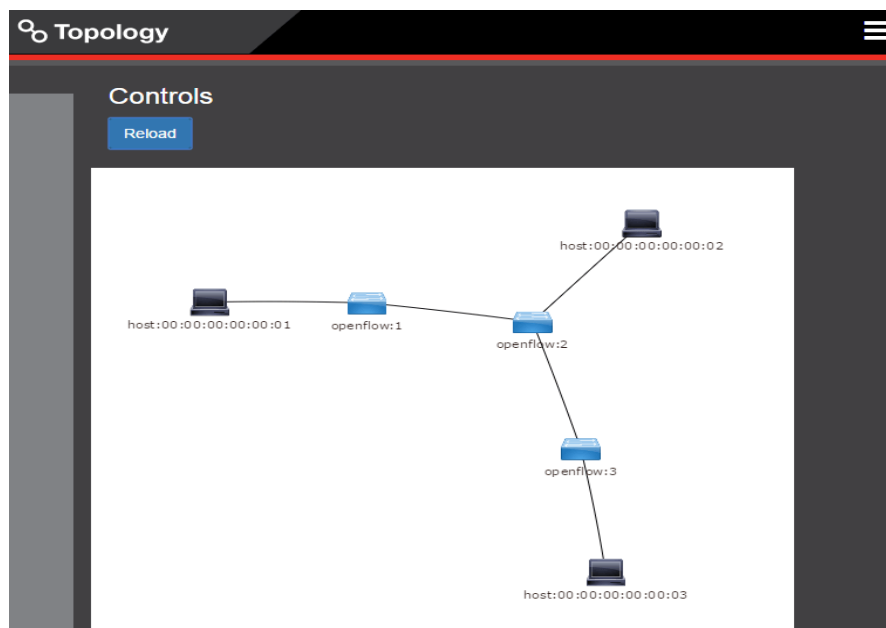 Topology
Controls
Reload
host:00:00:00:00:00:02
host:00:00:00:00:00:01
openflow:1
openflow:2
openflow:3
host:00:00:00:00:00:03